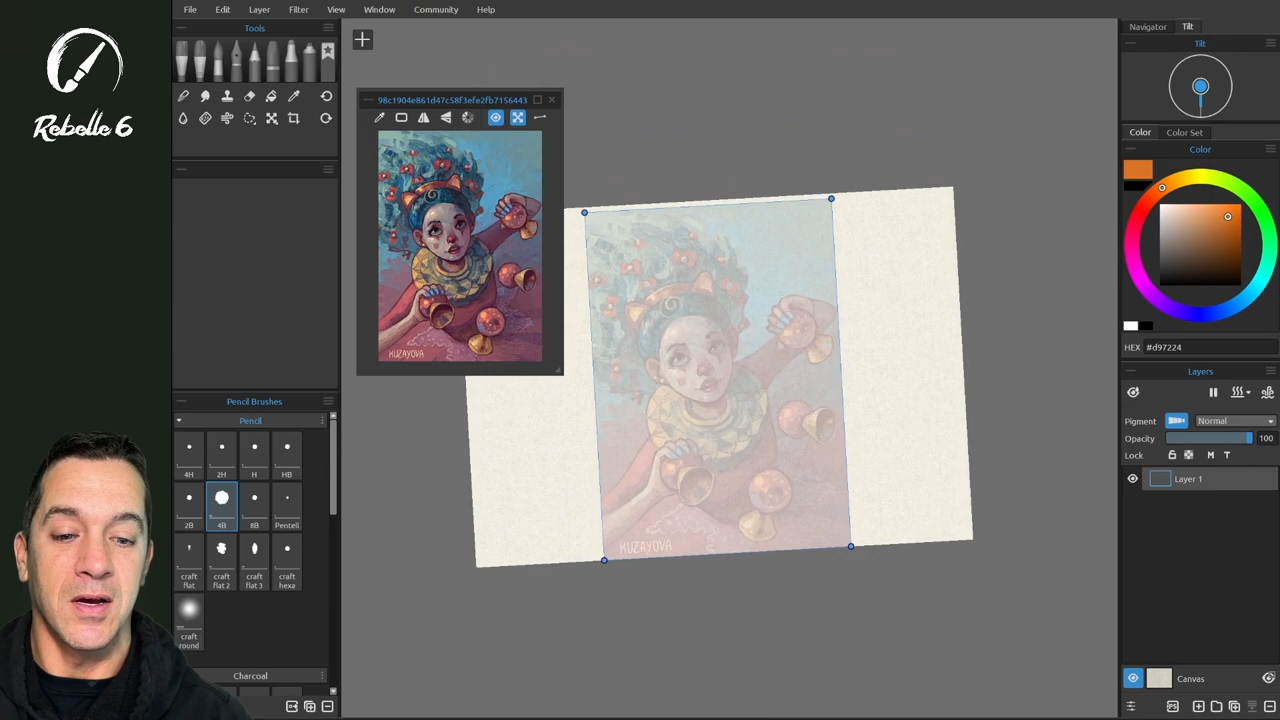 Rebelle 6
File Edit Layer Filter View Window Community Help
Tools
Pencil Brushes
Pencil
4H 2H H HB
2B 4B 8B Pentell
craft flat craft flat 2 craft flat 3 craft hexa
craft round
Charcoal
98c1904e861d47c58f3efe2fb7156443
KUZAYOVA
KUZAYOVA
Navigator Tilt
Tilt
Color Color Set
Color
HEX #d97224
Layers
Pigment Normal
Opacity 100
Lock M T
Layer 1
Canvas
PS